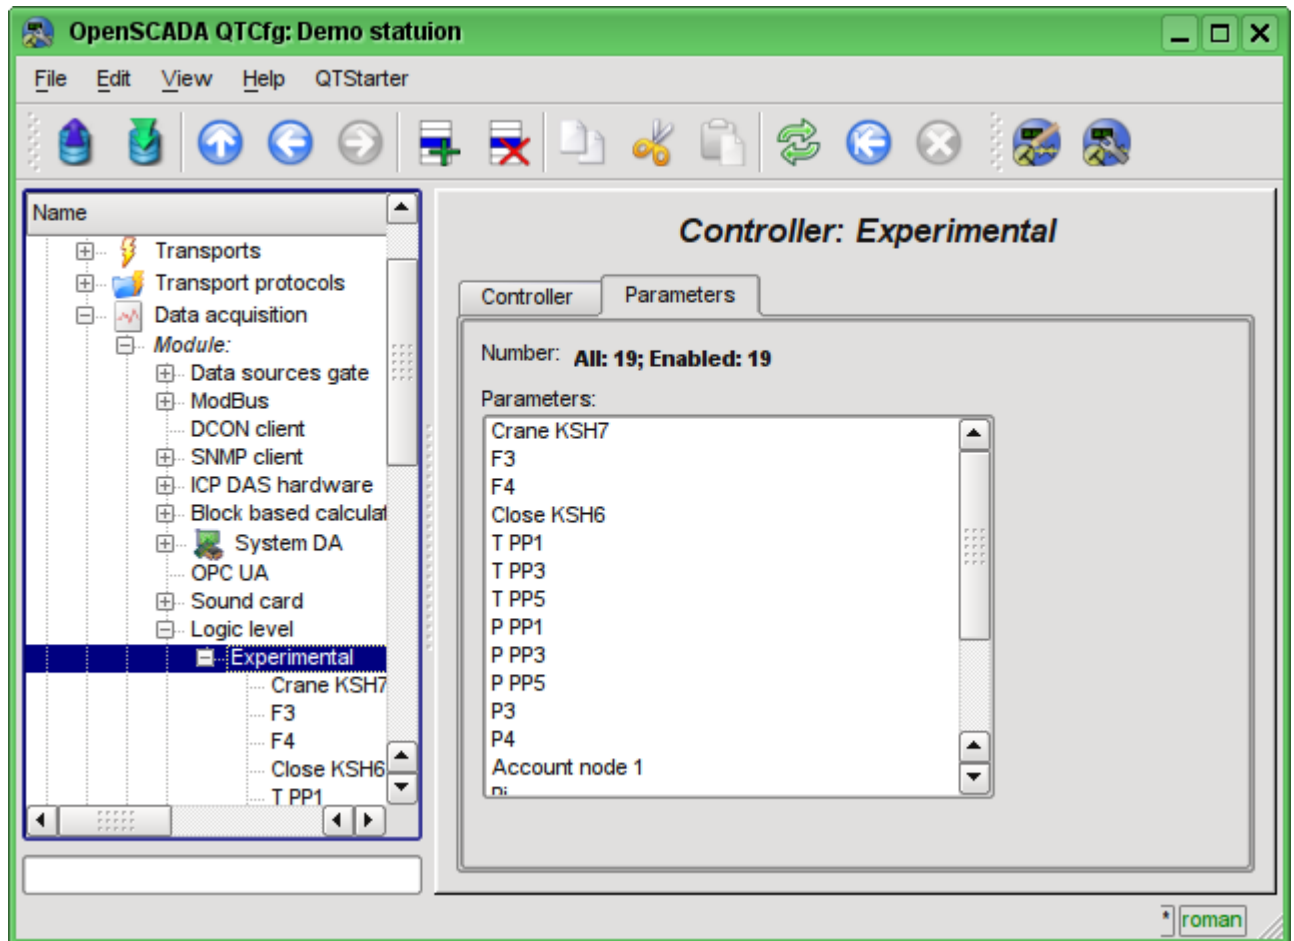 OpenSCADA QTCfg: Demo statuion
File Edit View Help QTStarter
Name
Transports
Transport protocols
Data acquisition
Module:
Data sources gate
ModBus
DCON client
SNMP client
ICP DAS hardware
Block based calculat
System DA
OPC UA
Sound card
Logic level
Experimental
Crane KSH7
F3
F4
Close KSH6
T PP1
Controller: Experimental
Controller Parameters
Number: All: 19; Enabled: 19
Parameters:
Crane KSH7
F3
F4
Close KSH6
T PP1
T PP3
T PP5
P PP1
P PP3
P PP5
P3
P4
Account node 1
* roman